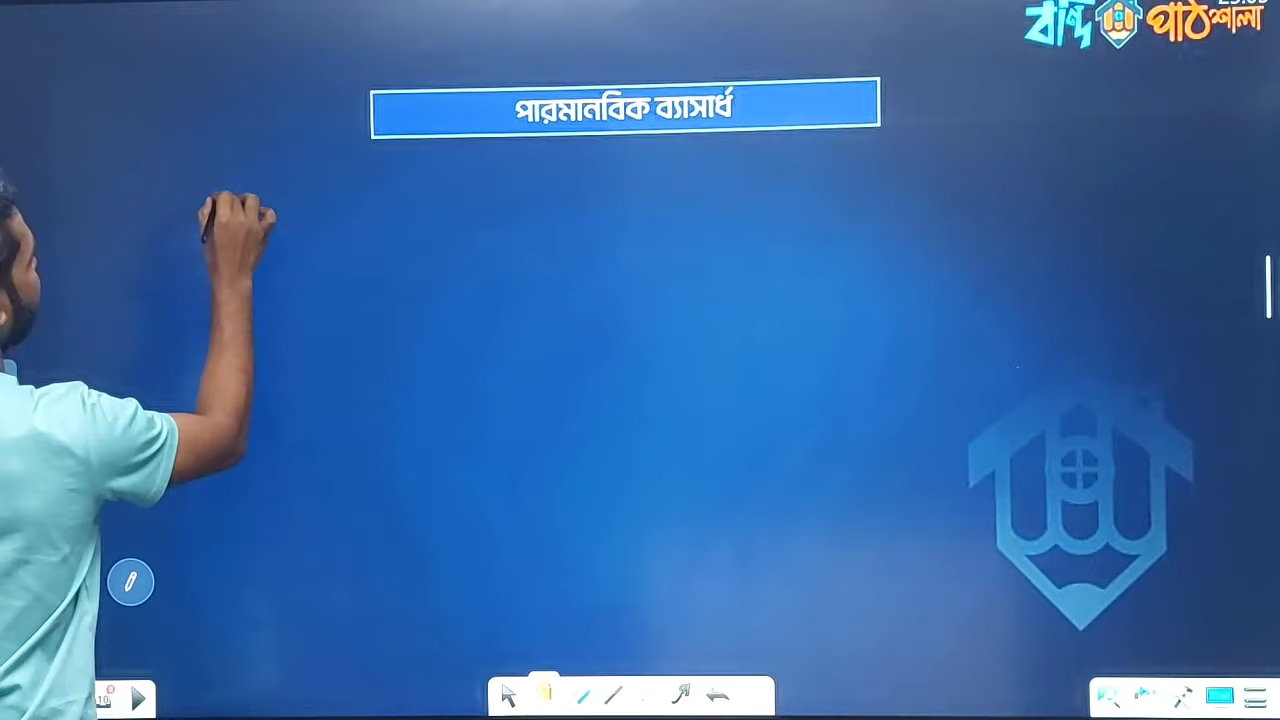 বন্দি পাঠশালা
পারমানবিক ব্যাসার্ধ